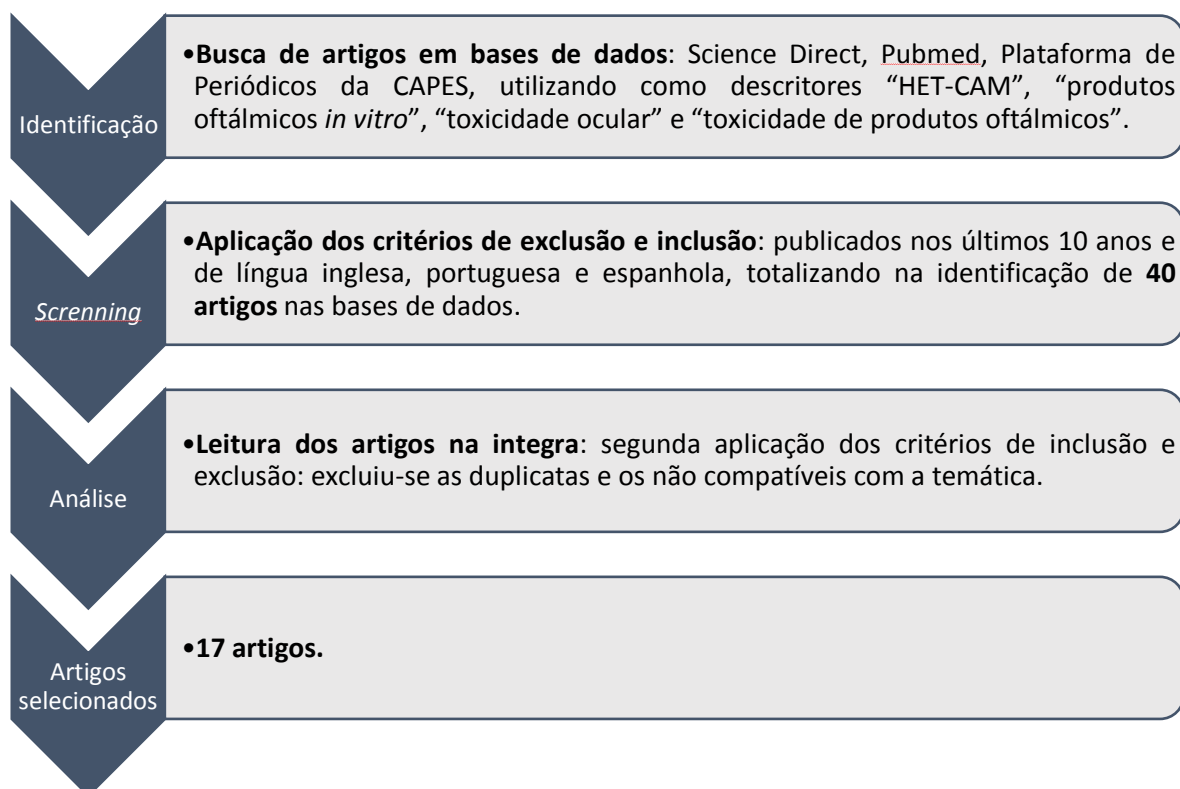 Identificação
•Busca de artigos em bases de dados: Science Direct, Pubmed, Plataforma de
Periódicos da CAPES, utilizando como descritores “HET-CAM”, “produtos
oftálmicos in vitro”, “toxicidade ocular” e “toxicidade de produtos oftálmicos”.
Screnning
•Aplicação dos critérios de exclusão e inclusão: publicados nos últimos 10 anos e
de língua inglesa, portuguesa e espanhola, totalizando na identificação de 40
artigos nas bases de dados.
Análise
•Leitura dos artigos na integra: segunda aplicação dos critérios de inclusão e
exclusão: excluiu-se as duplicatas e os não compatíveis com a temática.
Artigos
selecionados
•17 artigos.